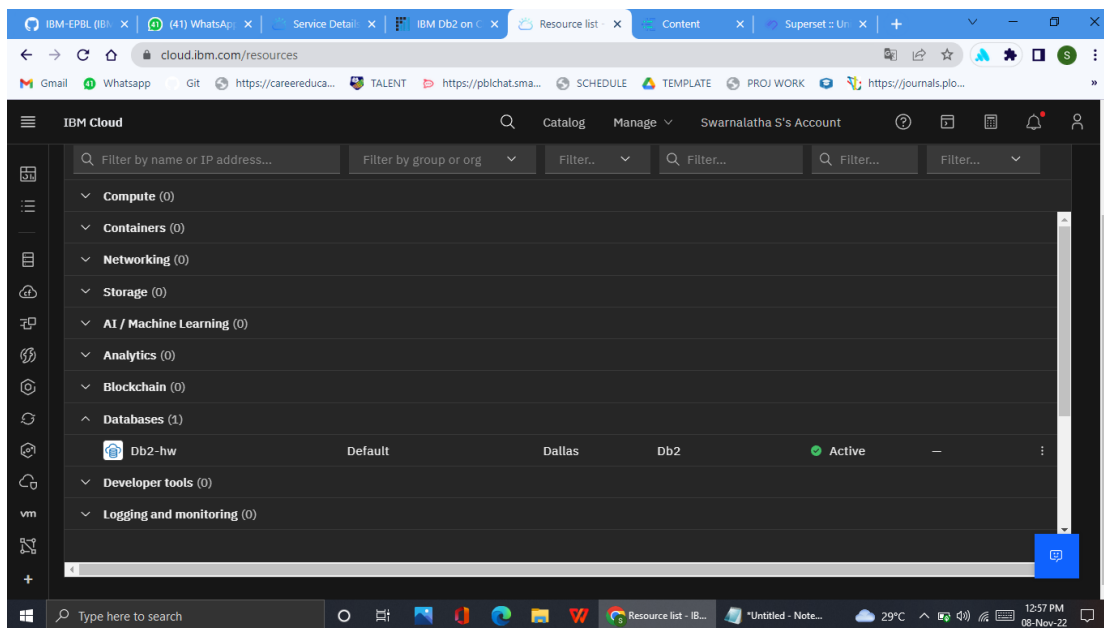 IBM-EPBL (IBM
(41) WhatsAp
Service Detail
IBM Db2 on C
Resource list -
Content
Superset :: Un
cloud.ibm.com/resources
S
Gmail
Whatsapp
Git
https://careereduca...
TALENT
https://pblchat.sma...
SCHEDULE
TEMPLATE
PROJ WORK
https://journals.plo...
»
IBM Cloud
Catalog
Manage
Swarnalatha S's Account
Filter by name or IP address...
Filter by group or org
Filter..
Filter...
Filter...
Filter...
Compute (0)
Containers (0)
Networking (0)
Storage (0)
AI / Machine Learning (0)
Analytics (0)
Blockchain (0)
Databases (1)
Db2-hw Default Dallas Db2 Active —
Developer tools (0)
vm
Logging and monitoring (0)
Type here to search
Resource list - IB...
*Untitled - Note...
29°C
12:57 PM
08-Nov-22